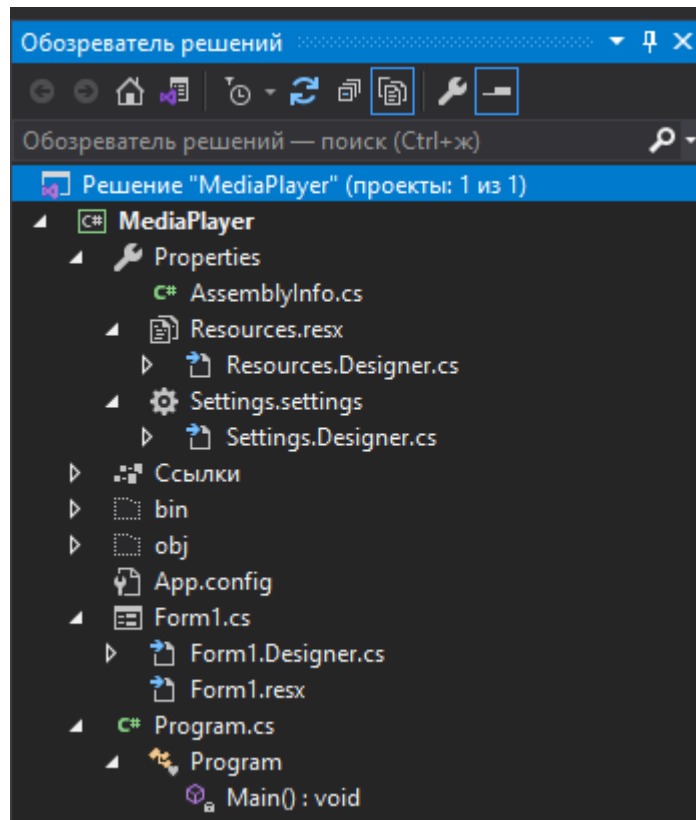 Обозреватель решений
Обозреватель решений — поиск (Ctrl+ж)
Решение "MediaPlayer" (проекты: 1 из 1)
C# MediaPlayer
Properties
C# AssemblyInfo.cs
Resources.resx
Resources.Designer.cs
Settings.settings
Settings.Designer.cs
Ссылки
bin
obj
App.config
Form1.cs
Form1.Designer.cs
Form1.resx
C# Program.cs
Program
Main() : void